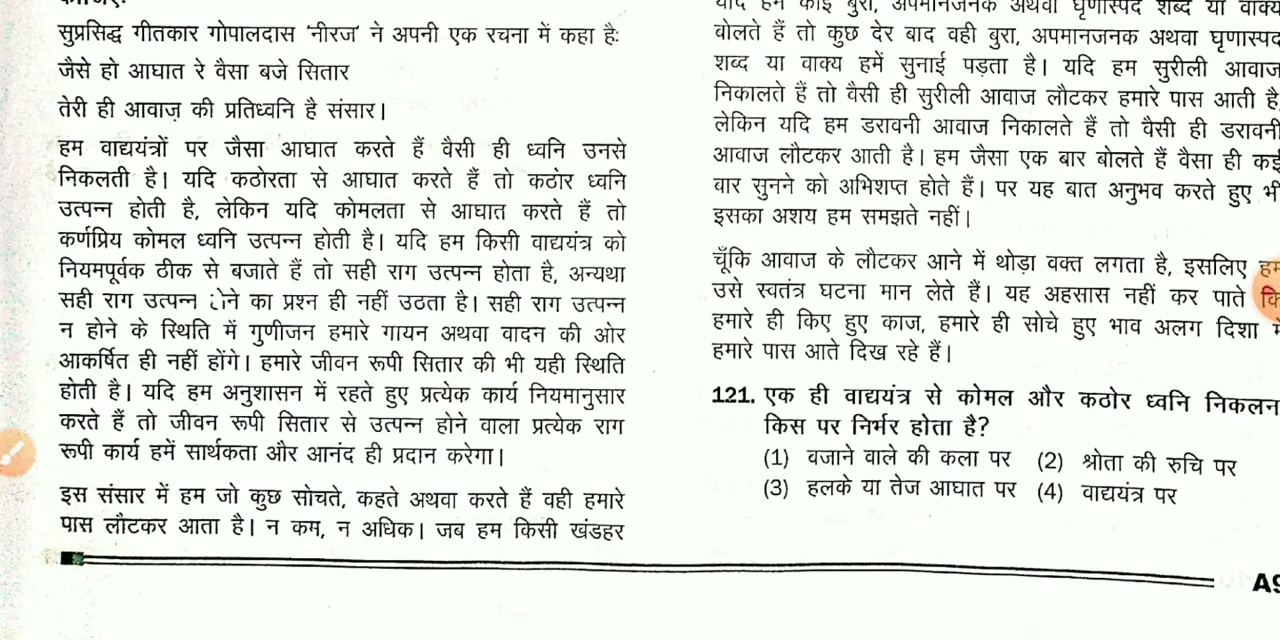 सुप्रसिद्ध गीतकार गोपालदास 'नीरज' ने अपनी एक रचना में कहा हैः
जैसे हो आघात रे वैसा बजे सितार
तेरी ही आवाज़ की प्रतिध्वनि है संसार।
हम वाद्ययंत्रों पर जैसा आघात करते हैं वैसी ही ध्वनि उनसे
निकलती है। यदि कठोरता से आघात करते हैं तो कठोर ध्वनि
उत्पन्न होती है, लेकिन यदि कोमलता से आघात करते हैं तो
कर्णप्रिय कोमल ध्वनि उत्पन्न होती है। यदि हम किसी वाद्ययंत्र को
नियमपूर्वक ठीक से बजाते हैं तो सही राग उत्पन्न होता है, अन्यथा
सही राग उत्पन्न होने का प्रश्न ही नहीं उठता है। सही राग उत्पन्न
न होने के स्थिति में गुणीजन हमारे गायन अथवा वादन की ओर
आकर्षित ही नहीं होंगे। हमारे जीवन रूपी सितार की भी यही स्थिति
होती है। यदि हम अनुशासन में रहते हुए प्रत्येक कार्य नियमानुसार
करते हैं तो जीवन रूपी सितार से उत्पन्न होने वाला प्रत्येक राग
रूपी कार्य हमें सार्थकता और आनंद ही प्रदान करेगा।
इस संसार में हम जो कुछ सोचते, कहते अथवा करते हैं वही हमारे
पास लौटकर आता है। न कम, न अधिक। जब हम किसी खंडहर
यदि हम कोई बुरा, अपमानजनक अथवा घृणास्पद शब्द या वाक्य
बोलते हैं तो कुछ देर बाद वही बुरा, अपमानजनक अथवा घृणास्पद
शब्द या वाक्य हमें सुनाई पड़ता है। यदि हम सुरीली आवाज
निकालते हैं तो वैसी ही सुरीली आवाज लौटकर हमारे पास आती है
लेकिन यदि हम डरावनी आवाज निकालते हैं तो वैसी ही डरावनी
आवाज लौटकर आती है। हम जैसा एक बार बोलते हैं वैसा ही कई
वार सुनने को अभिशप्त होते हैं। पर यह बात अनुभव करते हुए भी
इसका अशय हम समझते नहीं।
चूँकि आवाज के लौटकर आने में थोड़ा वक्त लगता है, इसलिए हम
उसे स्वतंत्र घटना मान लेते हैं। यह अहसास नहीं कर पाते कि
हमारे ही किए हुए काज, हमारे ही सोचे हुए भाव अलग दिशा
हमारे पास आते दिख रहे हैं।
121. एक ही वाद्ययंत्र से कोमल और कठोर ध्वनि निकलन
किस पर निर्भर होता है?
(1) वजाने वाले की कला पर (2) श्रोता की रुचि पर
(3) हलके या तेज आघात पर (4) वाद्ययंत्र पर